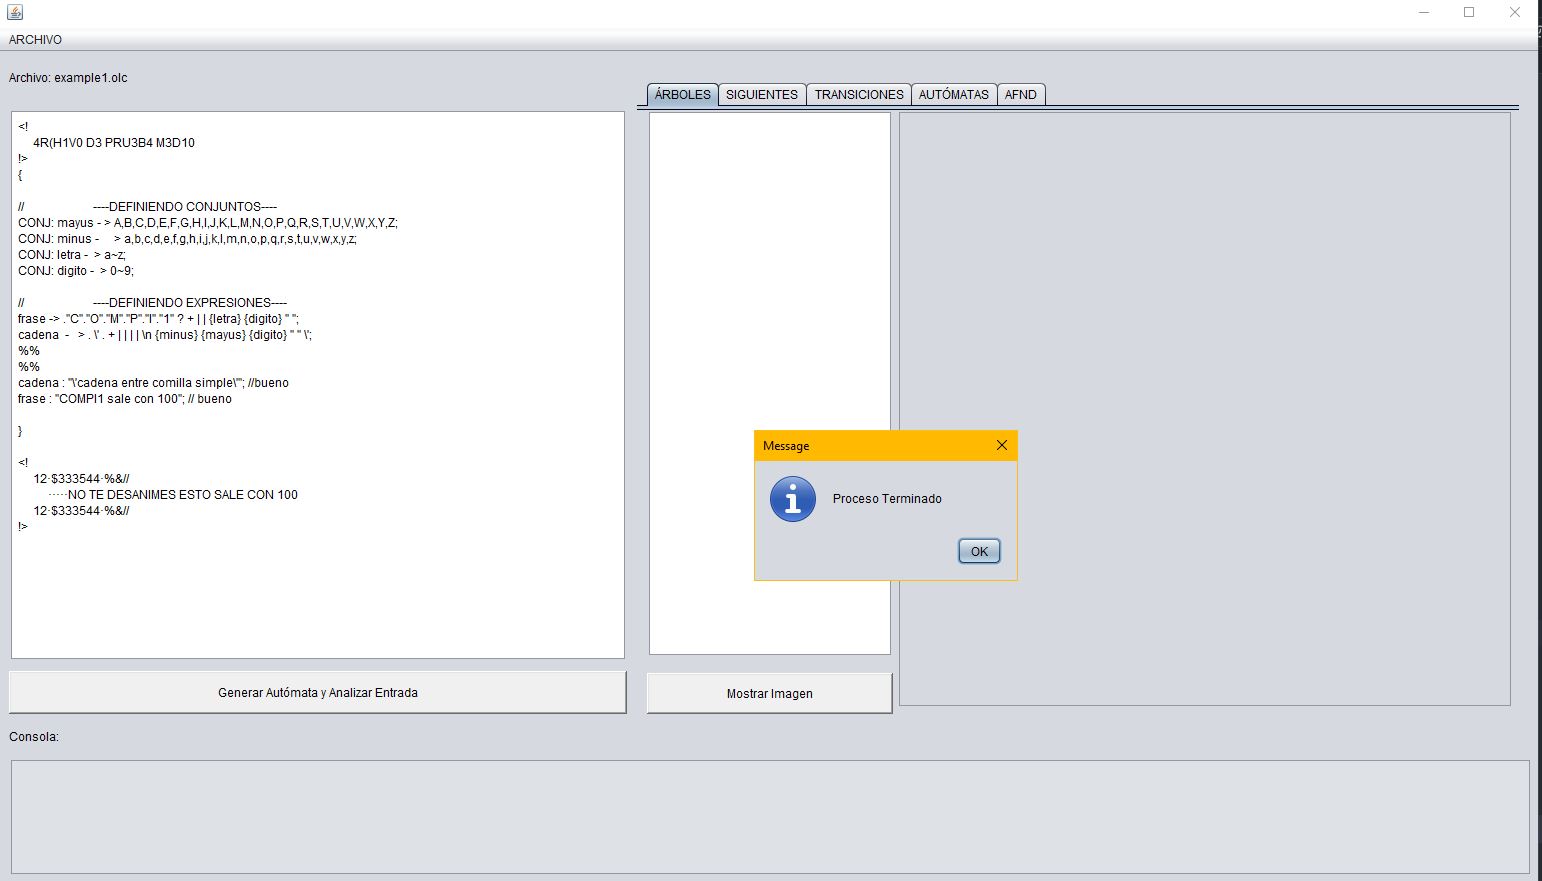 ARCHIVO
Archivo: example1.olc
<!
4R(H1V0 D3 PRU3B4 M3D10
!>
{
// ----DEFINIENDO CONJUNTOS----
CONJ: mayus - > A,B,C,D,E,F,G,H,I,J,K,L,M,N,O,P,Q,R,S,T,U,V,W,X,Y,Z;
CONJ: minus - > a,b,c,d,e,f,g,h,i,j,k,l,m,n,o,p,q,r,s,t,u,v,w,x,y,z;
CONJ: letra - > a~z;
CONJ: digito - > 0~9;
// ----DEFINIENDO EXPRESIONES----
frase -> ."C"."O"."M"."P"."I"."1" ? + | | {letra} {digito} " ";
cadena - > . \' . + | | | | \n {minus} {mayus} {digito} " " \';
%%
%%
cadena : "\'cadena entre comilla simple\'"; //bueno
frase : "COMPI1 sale con 100"; // bueno
}
<!
12·$333544·%&//
·····NO TE DESANIMES ESTO SALE CON 100
12·$333544·%&//
!>
Generar Autómata y Analizar Entrada
ÁRBOLES SIGUIENTES TRANSICIONES AUTÓMATAS AFND
Mostrar Imagen
Message
Proceso Terminado
OK
Consola: